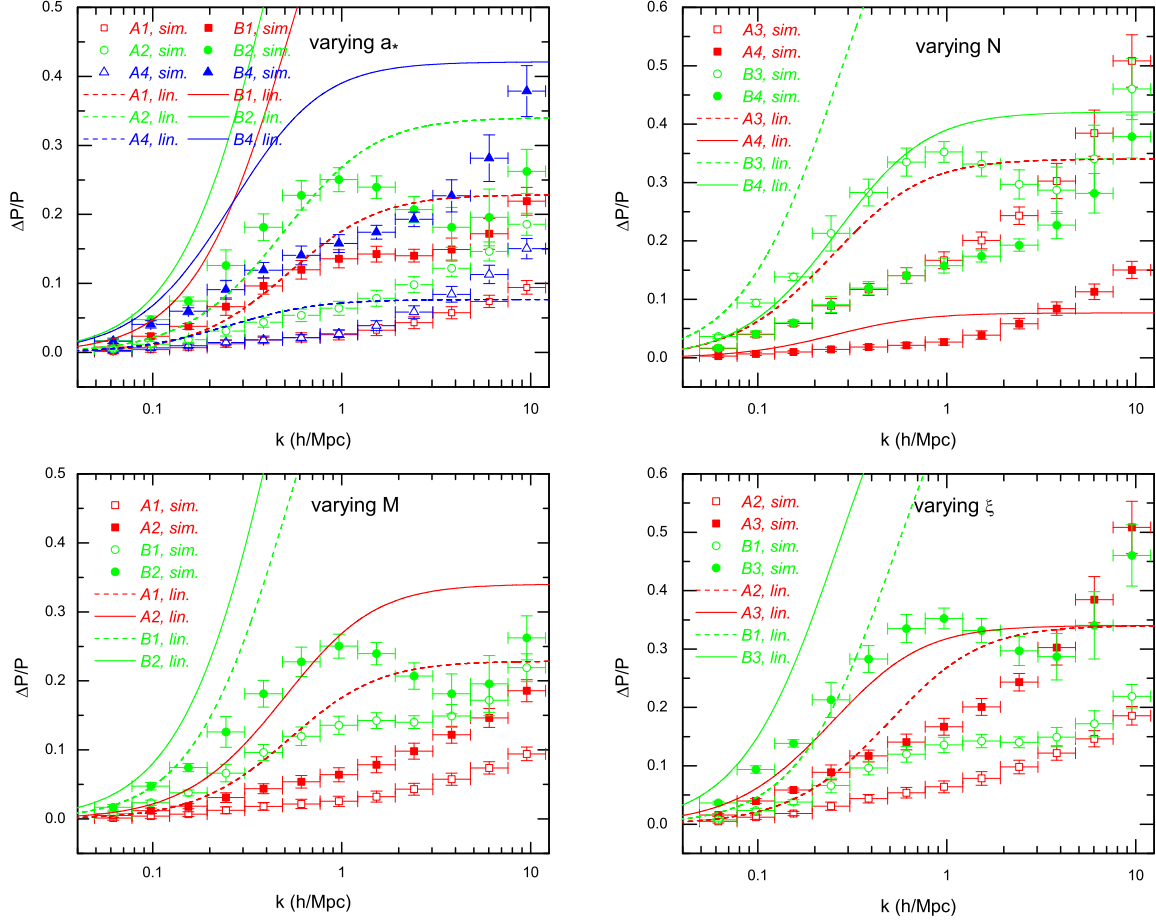 0.5
0.4
0.3
0.2
0.1
0.0
ΔP/P
varying a*
A1, sim. B1, sim.
A2, sim. B2, sim.
A4, sim. B4, sim.
A1, lin. B1, lin.
A2, lin. B2, lin.
A4, lin. B4, lin.
0.1 1 10
k (h/Mpc)
0.6
0.5
0.4
0.3
0.2
0.1
0.0
ΔP/P
varying N
A3, sim.
A4, sim.
B3, sim.
B4, sim.
A3, lin.
A4, lin.
B3, lin.
B4, lin.
0.1 1 10
k (h/Mpc)
0.5
0.4
0.3
0.2
0.1
0.0
ΔP/P
varying M
A1, sim.
A2, sim.
B1, sim.
B2, sim.
A1, lin.
A2, lin.
B1, lin.
B2, lin.
0.1 1 10
k (h/Mpc)
0.6
0.5
0.4
0.3
0.2
0.1
0.0
ΔP/P
varying ξ
A2, sim.
A3, sim.
B1, sim.
B3, sim.
A2, lin.
A3, lin.
B1, lin.
B3, lin.
0.1 1 10
k (h/Mpc)